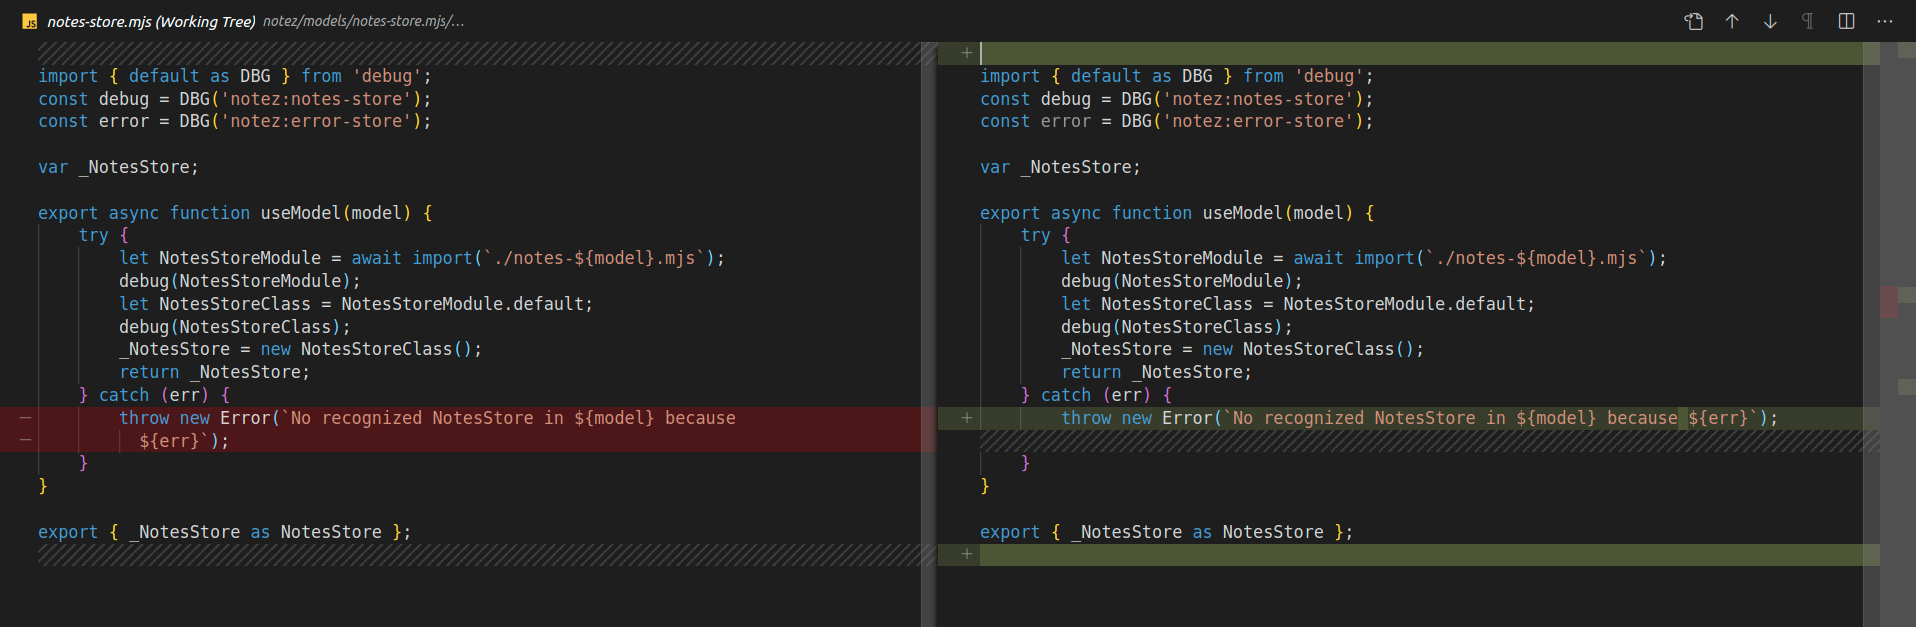 JS notes-store.mjs (Working Tree) notez/models/notes-store.mjs/...
import { default as DBG } from 'debug';
const debug = DBG('notez:notes-store');
const error = DBG('notez:error-store');
var _NotesStore;
export async function useModel(model) {
try {
let NotesStoreModule = await import(`./notes-${model}.mjs`);
debug(NotesStoreModule);
let NotesStoreClass = NotesStoreModule.default;
debug(NotesStoreClass);
_NotesStore = new NotesStoreClass();
return _NotesStore;
} catch (err) {
— throw new Error(`No recognized NotesStore in ${model} because
— ${err}`);
}
}
export { _NotesStore as NotesStore };
+
import { default as DBG } from 'debug';
const debug = DBG('notez:notes-store');
const error = DBG('notez:error-store');
var _NotesStore;
export async function useModel(model) {
try {
let NotesStoreModule = await import(`./notes-${model}.mjs`);
debug(NotesStoreModule);
let NotesStoreClass = NotesStoreModule.default;
debug(NotesStoreClass);
_NotesStore = new NotesStoreClass();
return _NotesStore;
} catch (err) {
+ throw new Error(`No recognized NotesStore in ${model} because ${err}`);
}
}
export { _NotesStore as NotesStore };
+